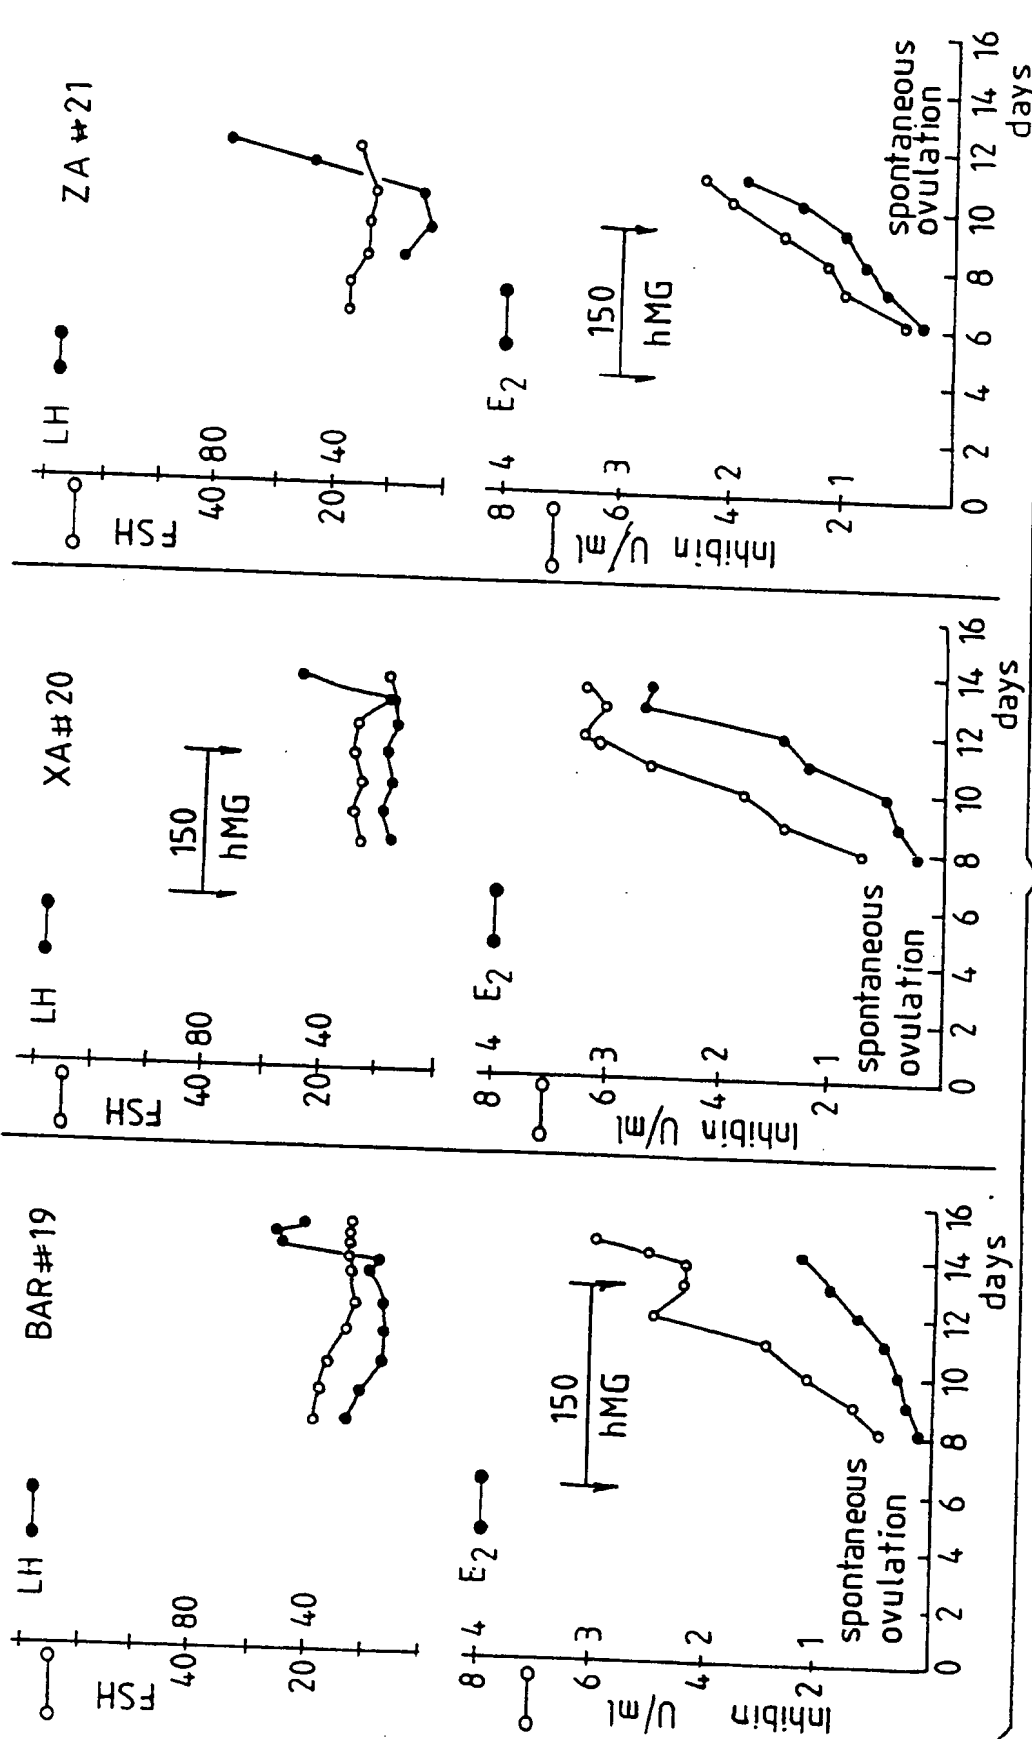 BAR#19
LH
FSH
40 80
20 40
E2
8 4
6 3
4 2
2 1
Inhibin U/ml
150
hMG
spontaneous
ovulation
0 2 4 6 8 10 12 14 16
days
XA#20
LH
FSH
40 80
20 40
150
hMG
E2
8 4
6 3
4 2
2 1
Inhibin U/ml
spontaneous
ovulation
0 2 4 6 8 10 12 14 16
days
ZA#21
LH
FSH
40 80
20 40
E2
8 4
6 3
4 2
2 1
Inhibin U/ml
150
hMG
spontaneous
ovulation
0 2 4 6 8 10 12 14 16
days